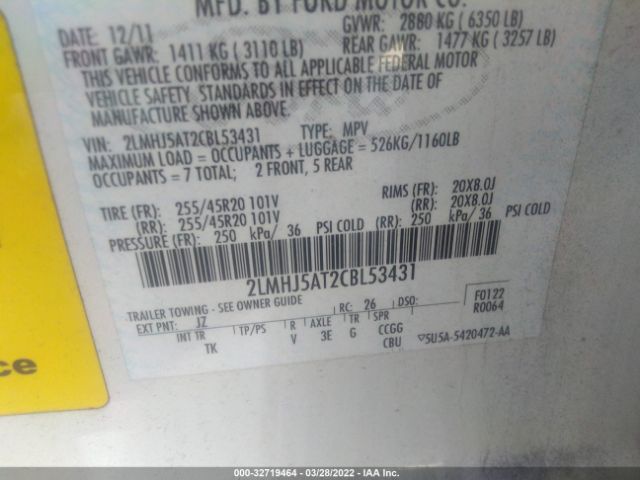 MFD. BY FORD MOTOR CO.
DATE: 12/11 GVWR: 2880 KG (6350 LB)
FRONT GAWR: 1411 KG (3110 LB) REAR GAWR: 1477 KG (3257 LB)
THIS VEHICLE CONFORMS TO ALL APPLICABLE FEDERAL MOTOR
VEHICLE SAFETY STANDARDS IN EFFECT ON THE DATE OF
MANUFACTURE SHOWN ABOVE.
VIN: 2LMHJ5AT2CBL53431 TYPE: MPV
MAXIMUM LOAD = OCCUPANTS + LUGGAGE = 526KG/1160LB
OCCUPANTS = 7 TOTAL; 2 FRONT, 5 REAR
TIRE (FR): 255/45R20 101V RIMS (FR): 20X8.0J
(RR): 255/45R20 101V (RR): 20X8.0J
PRESSURE (FR): 250 kPa/ 36 PSI COLD (RR): 250 kPa/ 36 PSI COLD
2LMHJ5AT2CBL53431
TRAILER TOWING - SEE OWNER GUIDE
EXT PNT: JZ RC: 26 DSO: F0122
R0064
INT TR TP/PS R AXLE TR SPR
TK V 3E G CCGG
CBU ▽5U5A-5420472-AA
ce
000-32719464 / 03/28/2022 - IAA Inc.